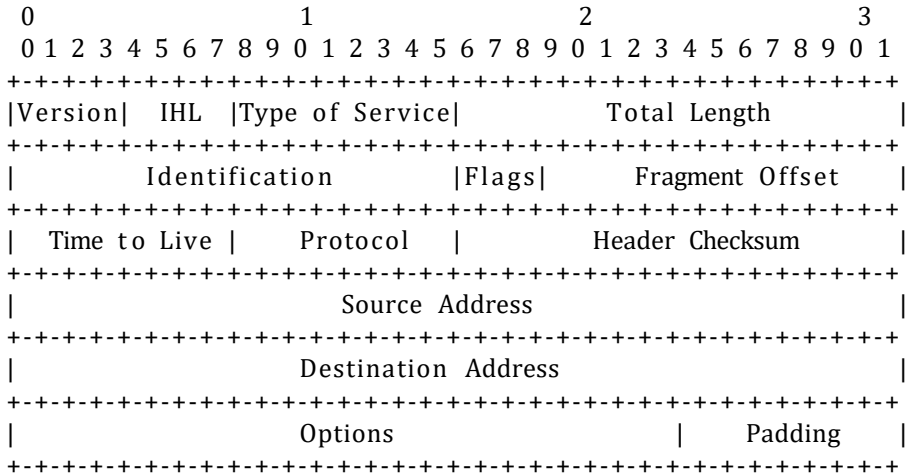 0                   1                   2                   3
0 1 2 3 4 5 6 7 8 9 0 1 2 3 4 5 6 7 8 9 0 1 2 3 4 5 6 7 8 9 0 1
+-+-+-+-+-+-+-+-+-+-+-+-+-+-+-+-+-+-+-+-+-+-+-+-+-+-+-+-+-+-+-+-+
|Version|  IHL  |Type of Service|          Total Length         |
+-+-+-+-+-+-+-+-+-+-+-+-+-+-+-+-+-+-+-+-+-+-+-+-+-+-+-+-+-+-+-+-+
|         Identification        |Flags|      Fragment Offset    |
+-+-+-+-+-+-+-+-+-+-+-+-+-+-+-+-+-+-+-+-+-+-+-+-+-+-+-+-+-+-+-+-+
|  Time to Live |    Protocol   |         Header Checksum       |
+-+-+-+-+-+-+-+-+-+-+-+-+-+-+-+-+-+-+-+-+-+-+-+-+-+-+-+-+-+-+-+-+
|                       Source Address                          |
+-+-+-+-+-+-+-+-+-+-+-+-+-+-+-+-+-+-+-+-+-+-+-+-+-+-+-+-+-+-+-+-+
|                    Destination Address                        |
+-+-+-+-+-+-+-+-+-+-+-+-+-+-+-+-+-+-+-+-+-+-+-+-+-+-+-+-+-+-+-+-+
|                    Options                    |    Padding    |
+-+-+-+-+-+-+-+-+-+-+-+-+-+-+-+-+-+-+-+-+-+-+-+-+-+-+-+-+-+-+-+-+